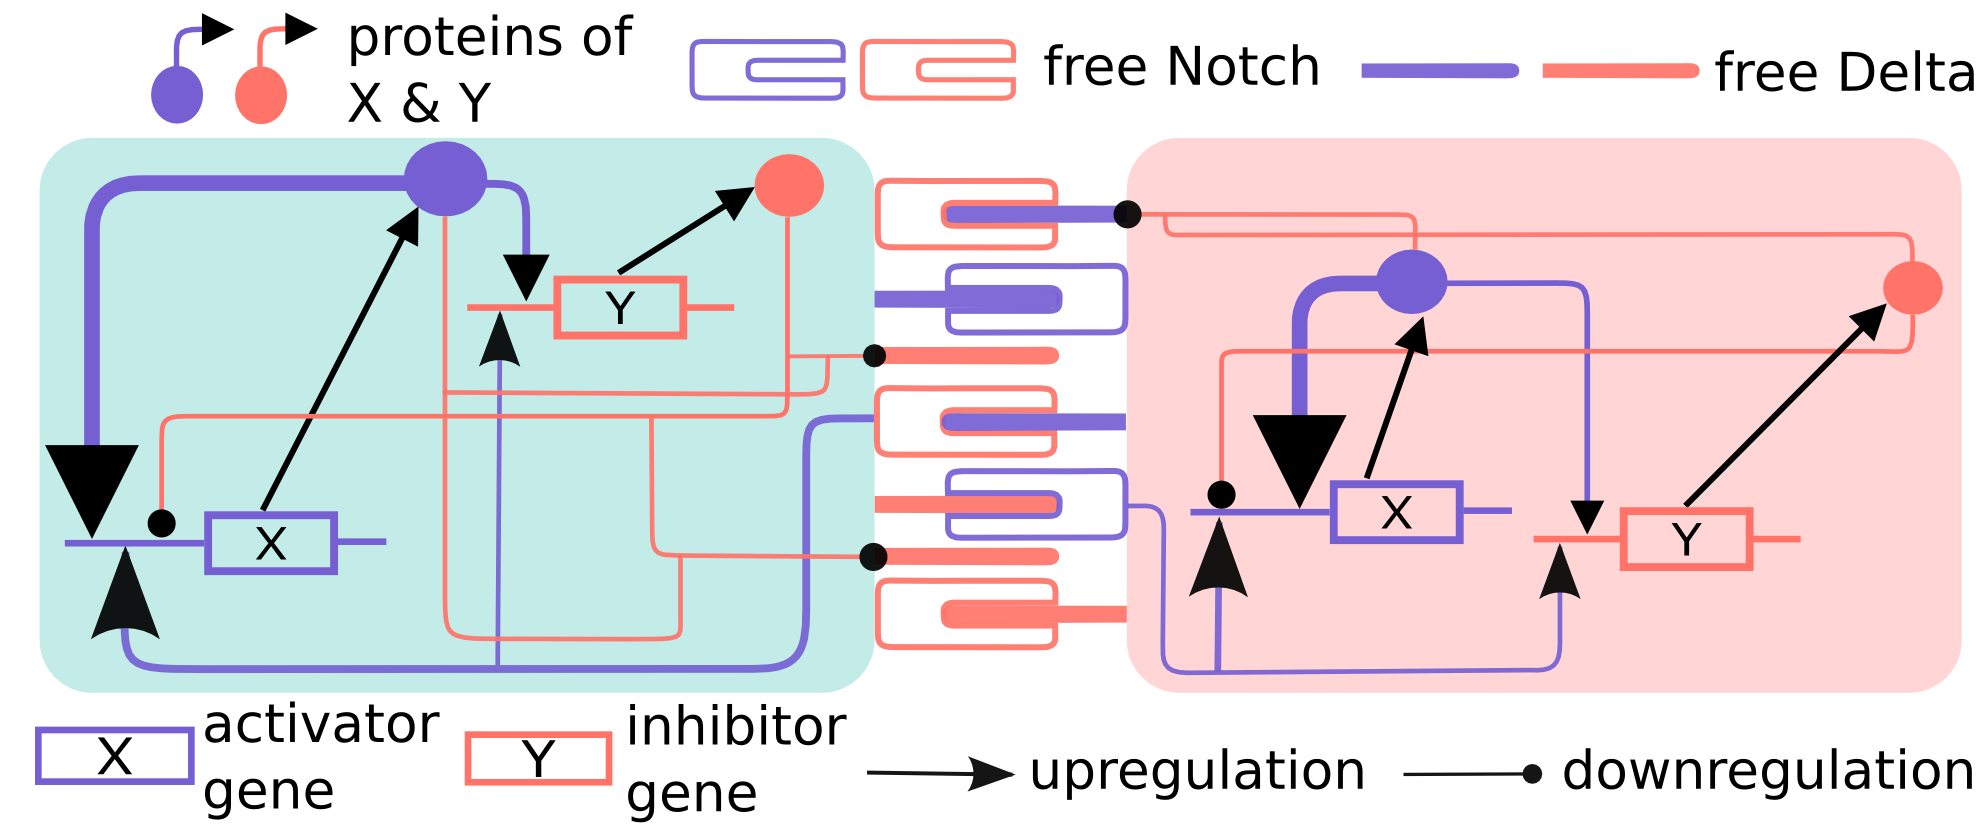 proteins of
X & Y
free Notch
free Delta
Y
X
X
Y
X
activator
gene
Y
inhibitor
gene
upregulation
downregulation